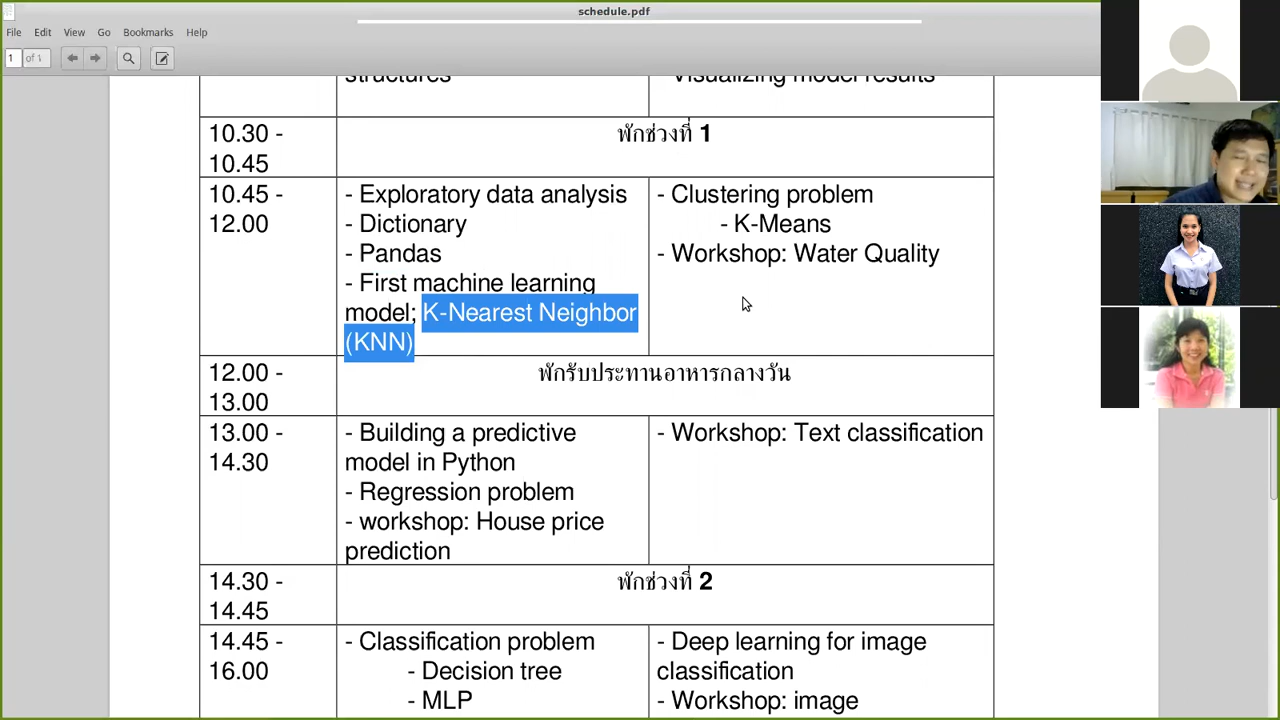 schedule.pdf
File Edit View Go Bookmarks Help
1 of 1
structures
Visualizing model results
10.30 -
10.45
พักช่วงที่ 1
10.45 -
12.00
- Exploratory data analysis
- Dictionary
- Pandas
- First machine learning
model; K-Nearest Neighbor
(KNN)
- Clustering problem
- K-Means
- Workshop: Water Quality
12.00 -
13.00
พักรับประทานอาหารกลางวัน
13.00 -
14.30
- Building a predictive
model in Python
- Regression problem
- workshop: House price
prediction
- Workshop: Text classification
14.30 -
14.45
พักช่วงที่ 2
14.45 -
16.00
- Classification problem
- Decision tree
- MLP
- Deep learning for image
classification
- Workshop: image